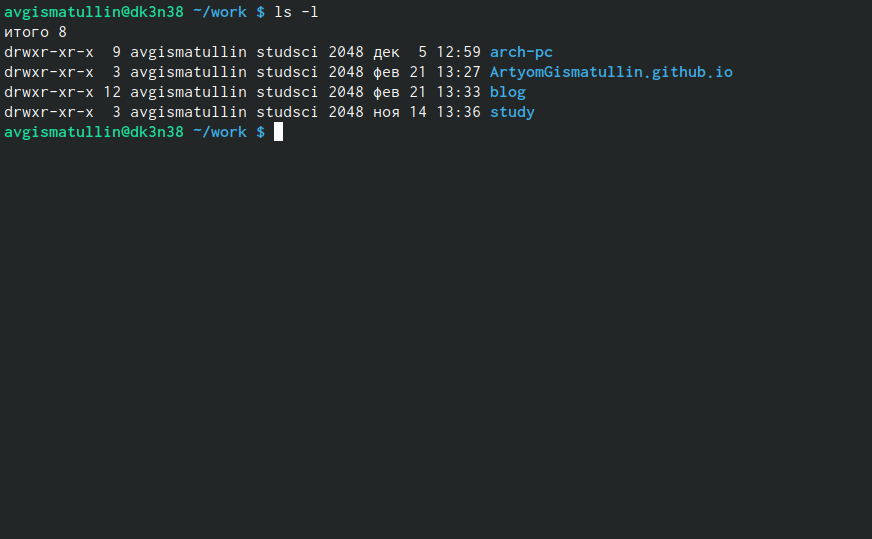 avgismatullin@dk3n38 ~/work $ ls -l
итого 8
drwxr-xr-x  9 avgismatullin studsci 2048 дек  5 12:59 arch-pc
drwxr-xr-x  3 avgismatullin studsci 2048 фев 21 13:27 ArtyomGismatullin.github.io
drwxr-xr-x 12 avgismatullin studsci 2048 фев 21 13:33 blog
drwxr-xr-x  3 avgismatullin studsci 2048 ноя 14 13:36 study
avgismatullin@dk3n38 ~/work $